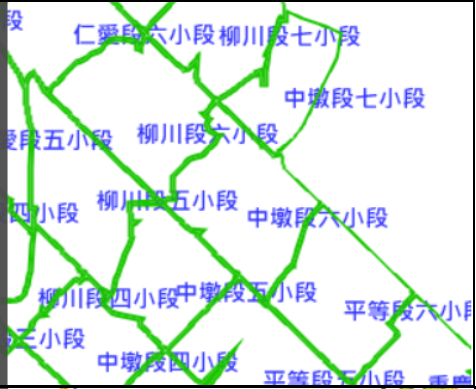 段
仁愛段六小段
柳川段七小段
中墩段七小段
愛段五小段
柳川段六小段
柳川段五小段
四小段
中墩段六小段
中墩段五小段
柳川段四小段
平等段六小
三小段
中墩段四小段
平等段五小段